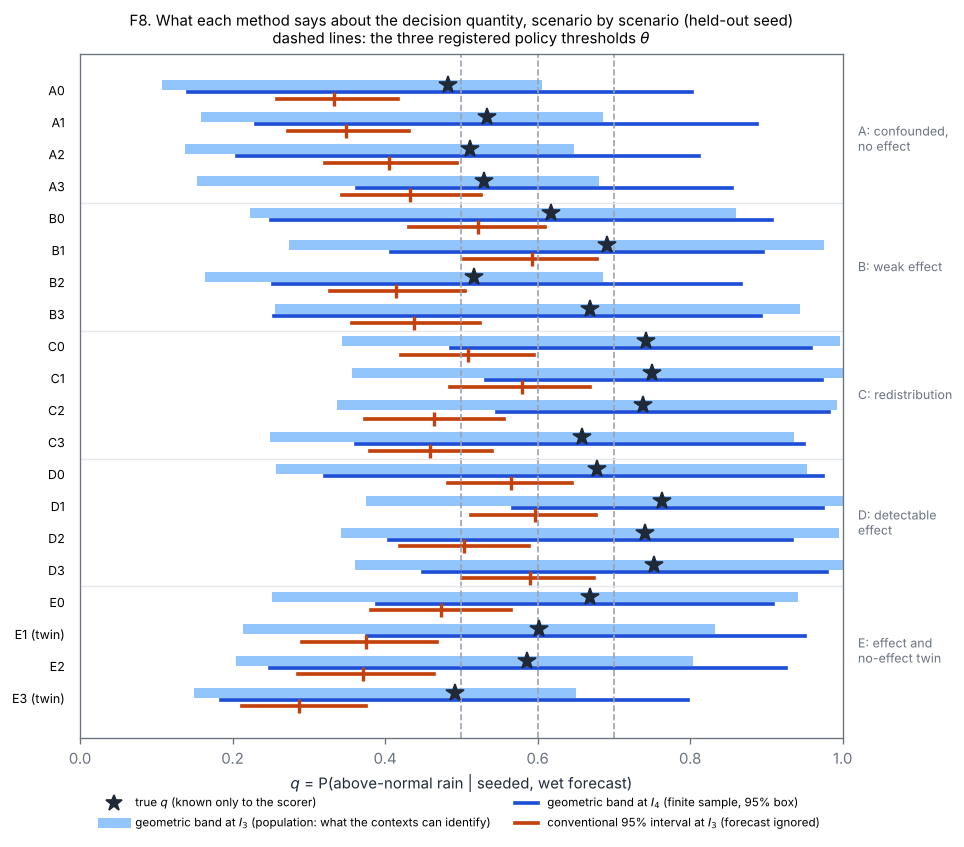 F8. What each method says about the decision quantity, scenario by scenario (held-out seed)
dashed lines: the three registered policy thresholds θ
A0
A1
A2
A3
A: confounded,
no effect
B0
B1
B2
B3
B: weak effect
C0
C1
C2
C3
C: redistribution
D0
D1
D2
D3
D: detectable
effect
E0
E1 (twin)
E2
E3 (twin)
E: effect and
no-effect twin
0.0 0.2 0.4 0.6 0.8 1.0
q = P(above-normal rain | seeded, wet forecast)
true q (known only to the scorer)
geometric band at I₃ (population: what the contexts can identify)
geometric band at I₄ (finite sample, 95% box)
conventional 95% interval at I₃ (forecast ignored)